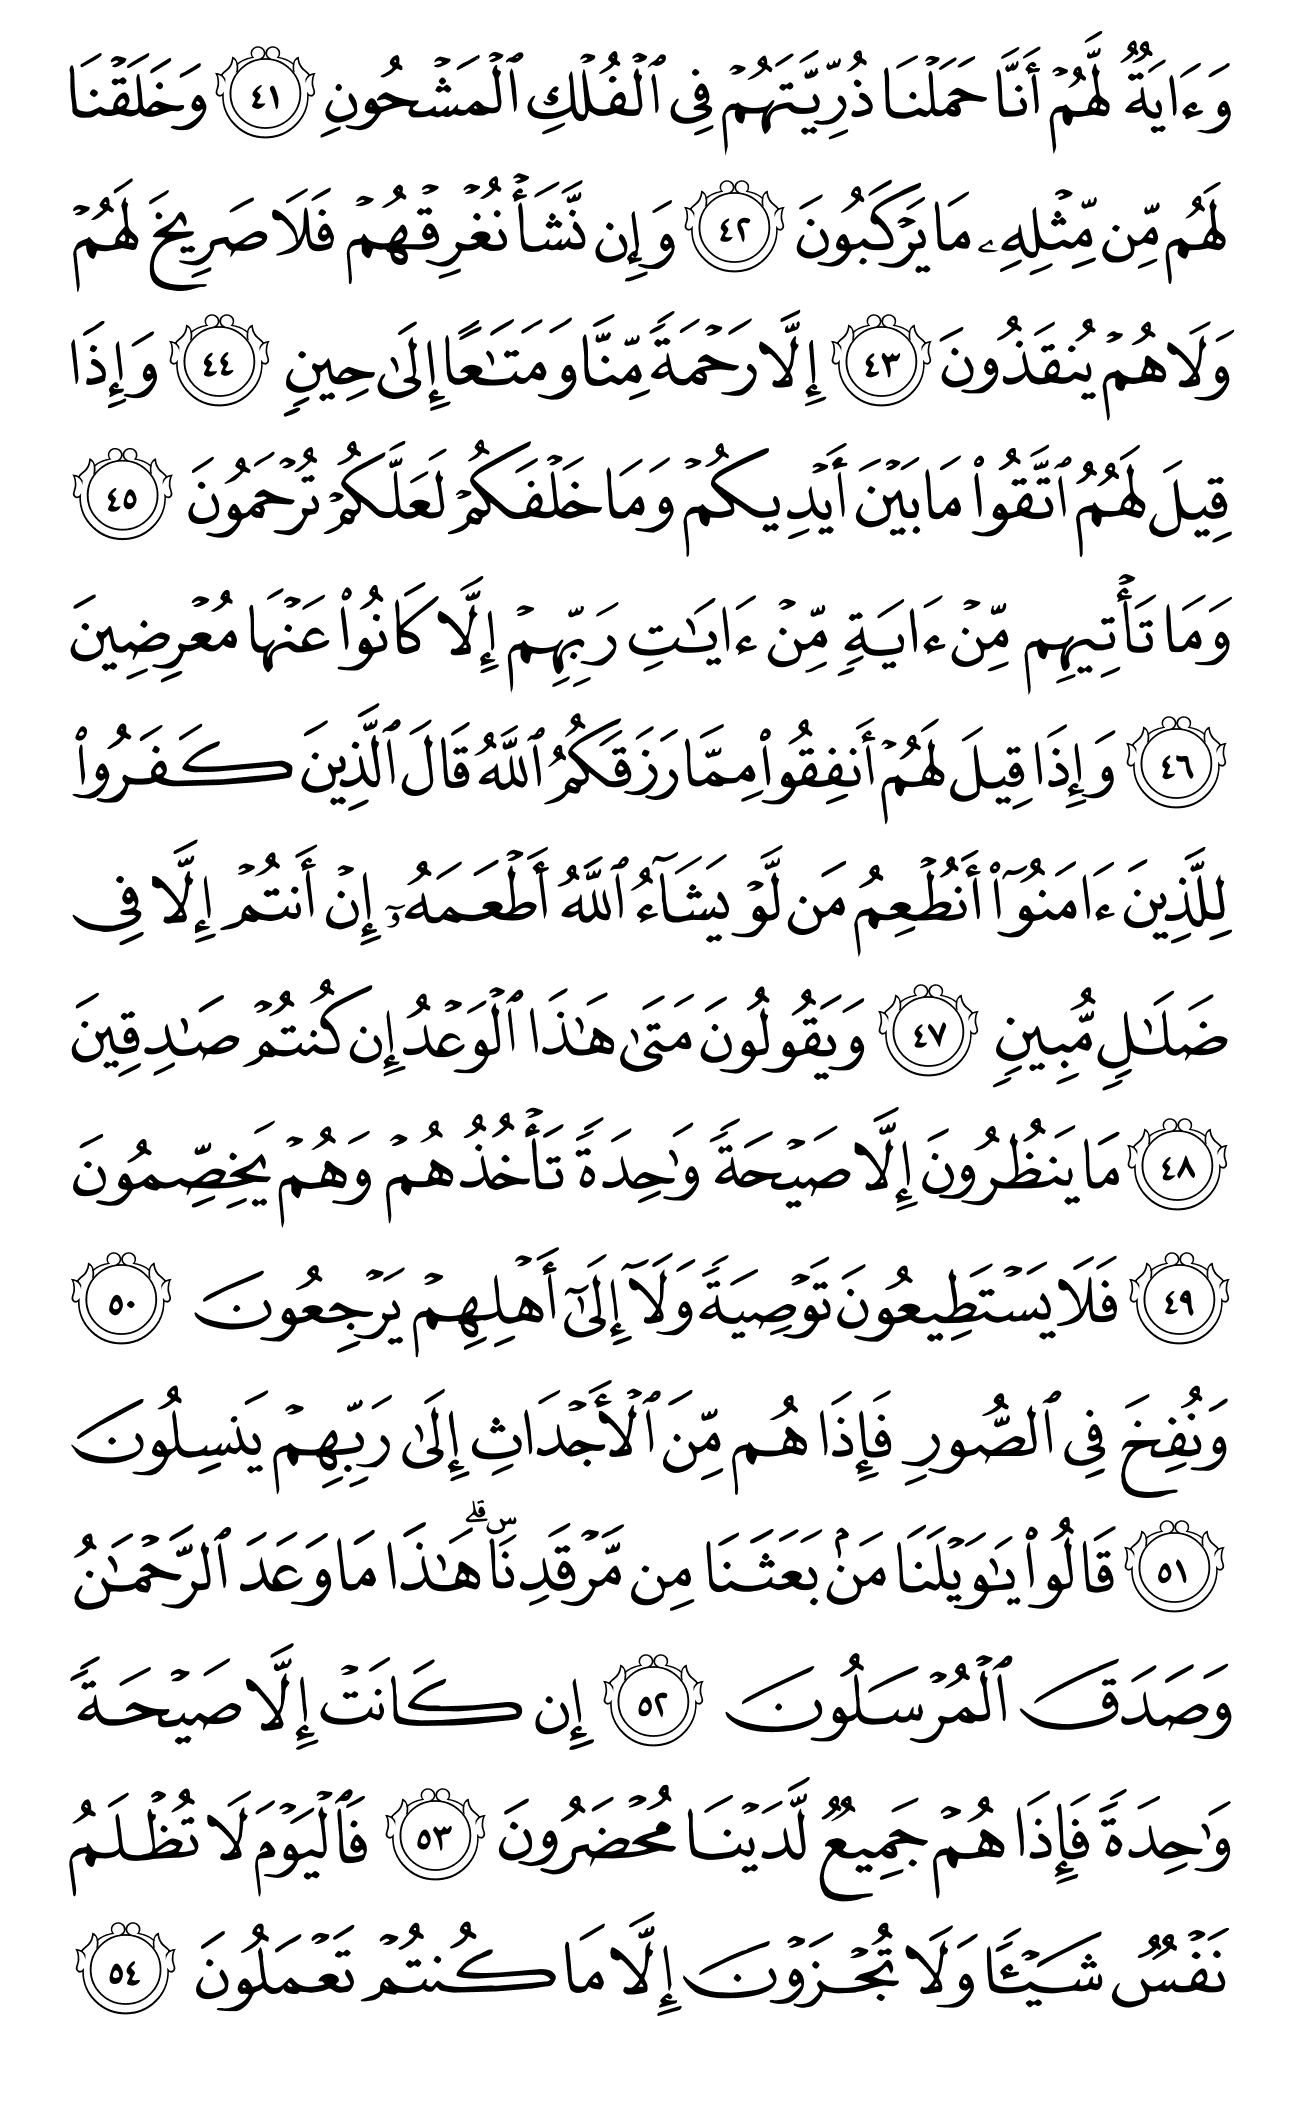 وَءَايَةٌ لَّهُمۡ أَنَّا حَمَلۡنَا ذُرِّيَّتَهُمۡ فِي ٱلۡفُلۡكِ ٱلۡمَشۡحُونِ ٤١ وَخَلَقۡنَا
لَهُم مِّن مِّثۡلِهِۦ مَا يَرۡكَبُونَ ٤٢ وَإِن نَّشَأۡ نُغۡرِقۡهُمۡ فَلَا صَرِيخَ لَهُمۡ
وَلَا هُمۡ يُنقَذُونَ ٤٣ إِلَّا رَحۡمَةٗ مِّنَّا وَمَتَٰعًا إِلَىٰ حِينٖ ٤٤ وَإِذَا
قِيلَ لَهُمُ ٱتَّقُواْ مَا بَيۡنَ أَيۡدِيكُمۡ وَمَا خَلۡفَكُمۡ لَعَلَّكُمۡ تُرۡحَمُونَ ٤٥
وَمَا تَأۡتِيهِم مِّنۡ ءَايَةٖ مِّنۡ ءَايَٰتِ رَبِّهِمۡ إِلَّا كَانُواْ عَنۡهَا مُعۡرِضِينَ
٤٦ وَإِذَا قِيلَ لَهُمۡ أَنفِقُواْ مِمَّا رَزَقَكُمُ ٱللَّهُ قَالَ ٱلَّذِينَ كَفَرُواْ
لِلَّذِينَ ءَامَنُوٓاْ أَنُطۡعِمُ مَن لَّوۡ يَشَآءُ ٱللَّهُ أَطۡعَمَهُۥٓ إِنۡ أَنتُمۡ إِلَّا فِي
ضَلَٰلٖ مُّبِينٖ ٤٧ وَيَقُولُونَ مَتَىٰ هَٰذَا ٱلۡوَعۡدُ إِن كُنتُمۡ صَٰدِقِينَ
٤٨ مَا يَنظُرُونَ إِلَّا صَيۡحَةٗ وَٰحِدَةٗ تَأۡخُذُهُمۡ وَهُمۡ يَخِصِّمُونَ
٤٩ فَلَا يَسۡتَطِيعُونَ تَوۡصِيَةٗ وَلَآ إِلَىٰٓ أَهۡلِهِمۡ يَرۡجِعُونَ ٥٠
وَنُفِخَ فِي ٱلصُّورِ فَإِذَا هُم مِّنَ ٱلۡأَجۡدَاثِ إِلَىٰ رَبِّهِمۡ يَنسِلُونَ
٥١ قَالُواْ يَٰوَيۡلَنَا مَنۢ بَعَثَنَا مِن مَّرۡقَدِنَاۜۗ هَٰذَا مَا وَعَدَ ٱلرَّحۡمَٰنُ
وَصَدَقَ ٱلۡمُرۡسَلُونَ ٥٢ إِن كَانَتۡ إِلَّا صَيۡحَةٗ
وَٰحِدَةٗ فَإِذَا هُمۡ جَمِيعٞ لَّدَيۡنَا مُحۡضَرُونَ ٥٣ فَٱلۡيَوۡمَ لَا تُظۡلَمُ
نَفۡسٞ شَيۡـٔٗا وَلَا تُجۡزَوۡنَ إِلَّا مَا كُنتُمۡ تَعۡمَلُونَ ٥٤